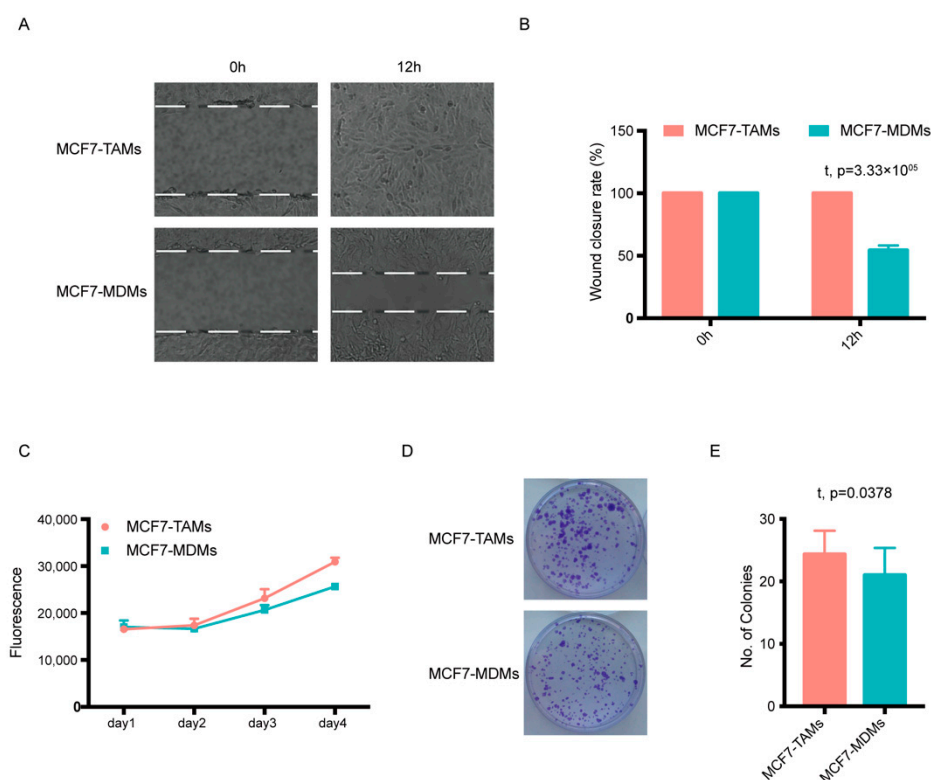 A
0h
12h
MCF7-TAMs
MCF7-MDMs
B
MCF7-TAMs
MCF7-MDMs
t, p=3.33×10⁰⁵
Wound closure rate (%)
150
100
50
0
0h
12h
C
MCF7-TAMs
MCF7-MDMs
Fluorescence
40,000
30,000
20,000
10,000
0
day1
day2
day3
day4
D
MCF7-TAMs
MCF7-MDMs
E
t, p=0.0378
No. of Colonies
30
20
10
0
MCF7-TAMs
MCF7-MDMs